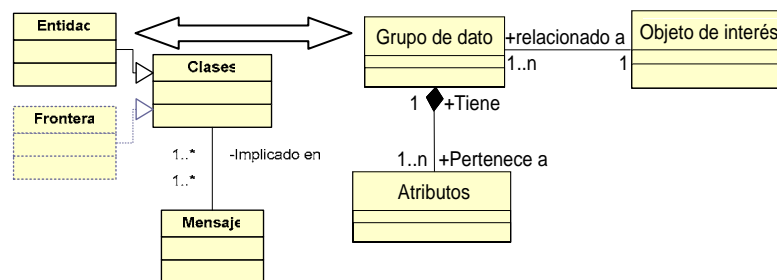 Entidac
Clases
Frontera
1..*
-Implicado en
1..*
Mensaje
Grupo de dato
+relacionado a
1..n
1
Objeto de interés
1
+Tiene
1..n
+Pertenece a
Atributos